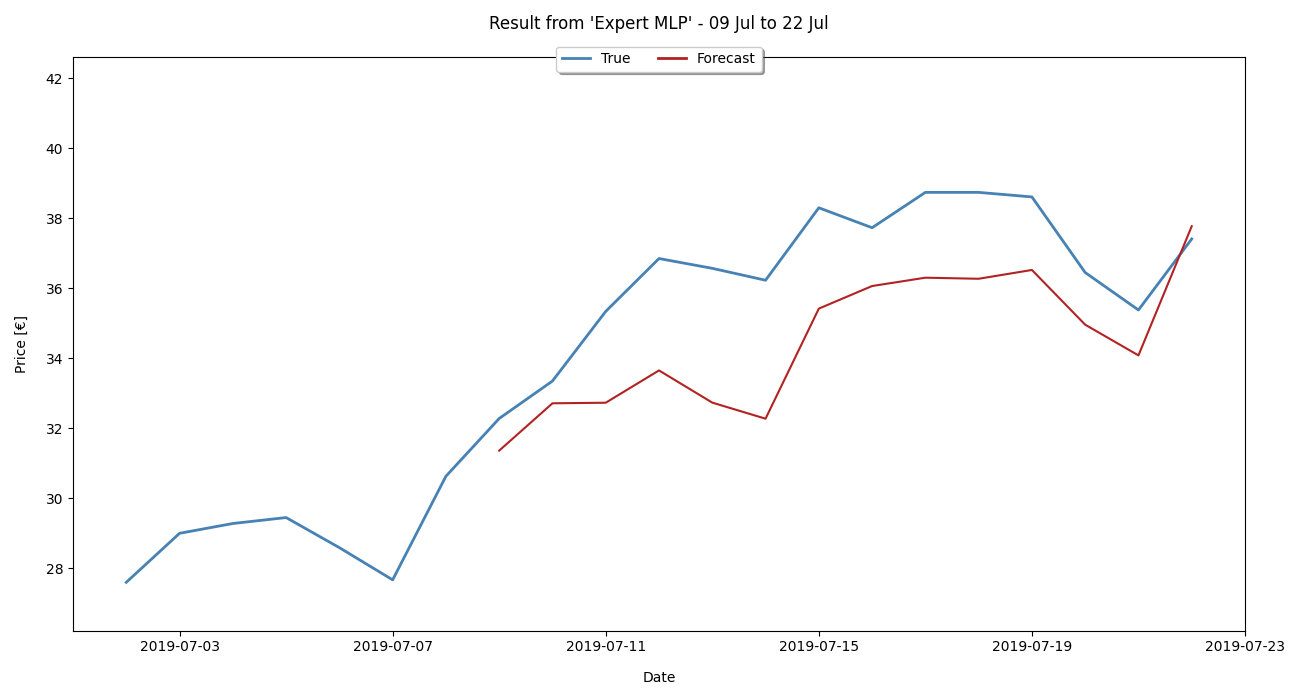 Result from 'Expert MLP' - 09 Jul to 22 Jul
True Forecast
42
40
38
36
34
32
30
28
Price [€]
2019-07-03 2019-07-07 2019-07-11 2019-07-15 2019-07-19 2019-07-23
Date